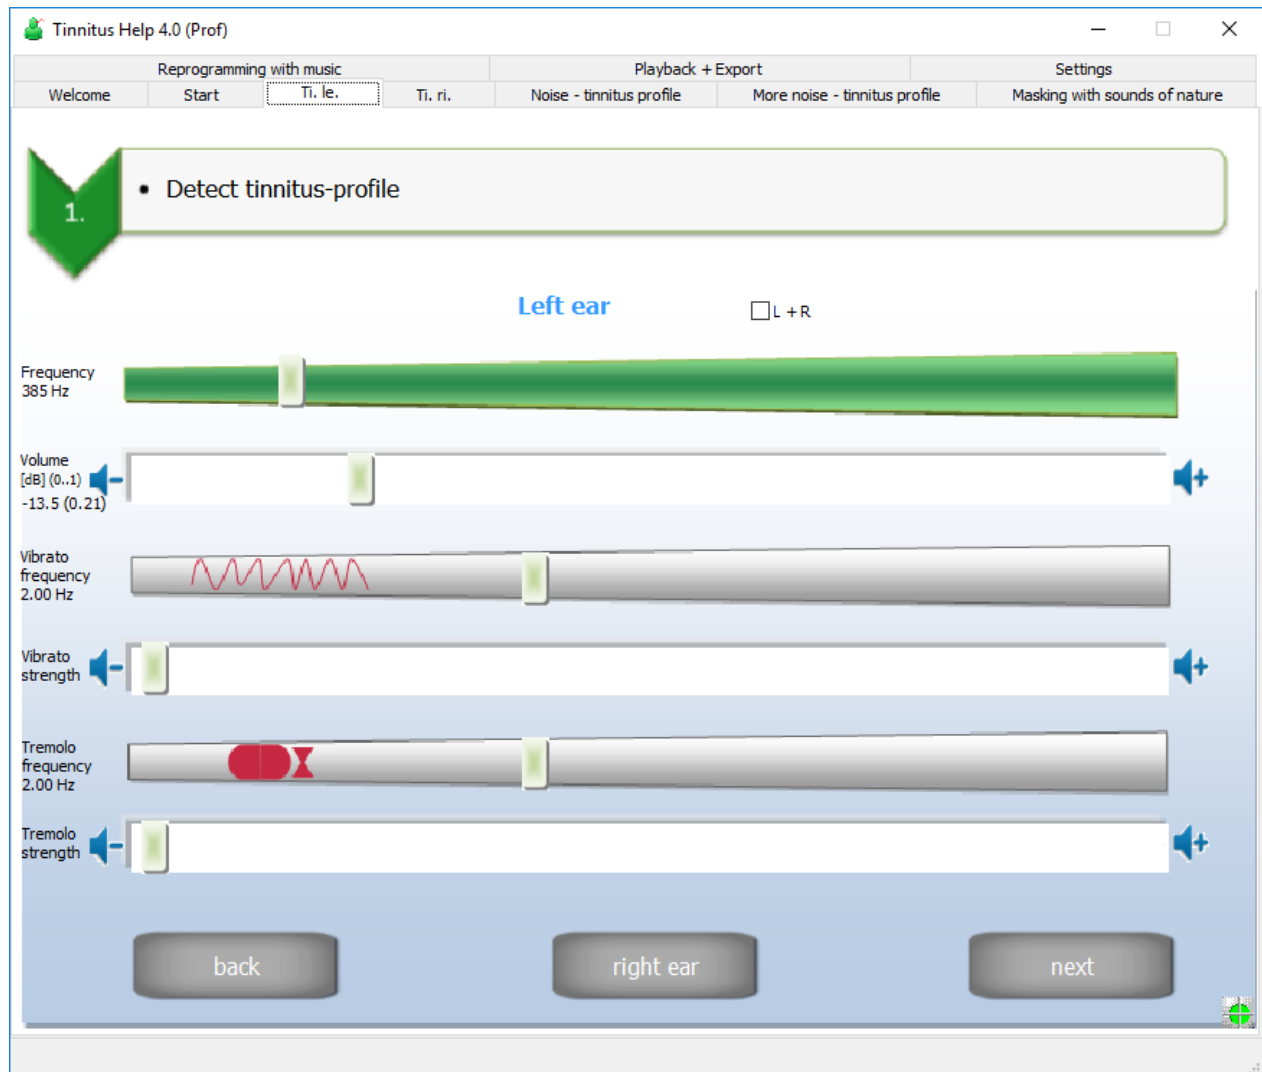 Tinnitus Help 4.0 (Prof)
Reprogramming with music
Playback + Export
Settings
Welcome
Start
Ti. le.
Ti. ri.
Noise - tinnitus profile
More noise - tinnitus profile
Masking with sounds of nature
1.
• Detect tinnitus-profile
Left ear
L + R
Frequency
385 Hz
Volume
[dB] (0..1)
-13.5 (0.21)
Vibrato
frequency
2.00 Hz
Vibrato
strength
Tremolo
frequency
2.00 Hz
Tremolo
strength
back
right ear
next